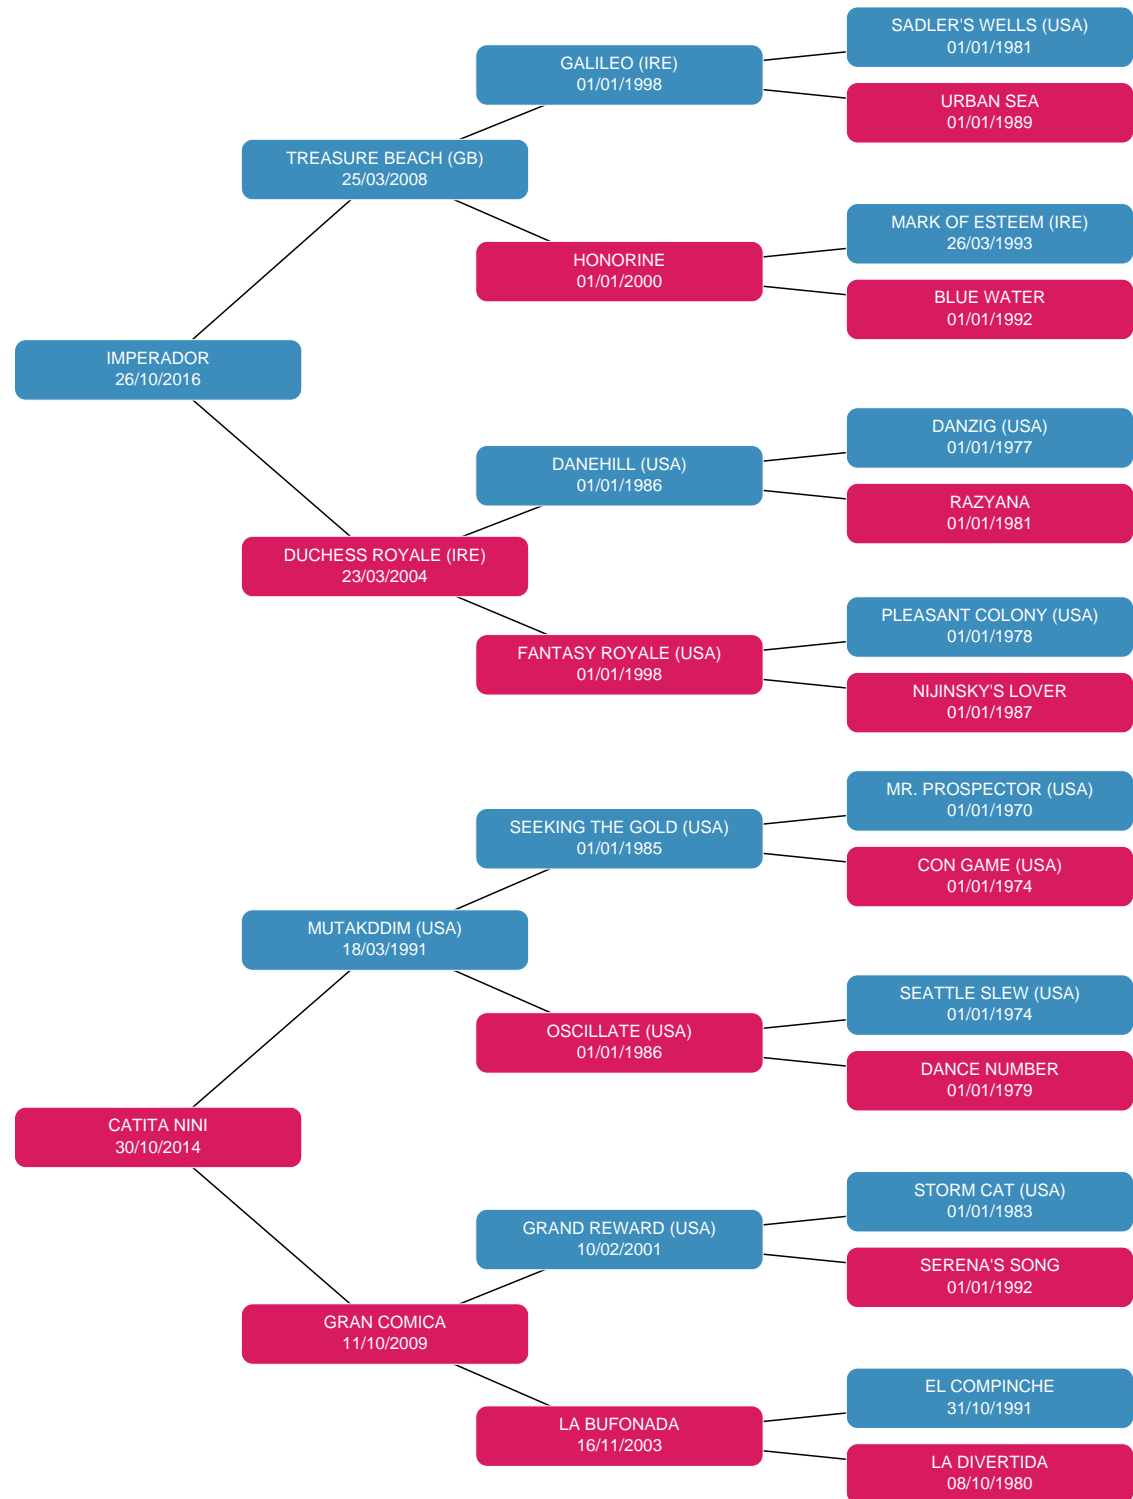 SADLER'S WELLS (USA)
01/01/1981
GALILEO (IRE)
01/01/1998
URBAN SEA
01/01/1989
TREASURE BEACH (GB)
25/03/2008
MARK OF ESTEEM (IRE)
26/03/1993
HONORINE
01/01/2000
BLUE WATER
01/01/1992
IMPERADOR
26/10/2016
DANZIG (USA)
01/01/1977
DANEHILL (USA)
01/01/1986
RAZYANA
01/01/1981
DUCHESS ROYALE (IRE)
23/03/2004
PLEASANT COLONY (USA)
01/01/1978
FANTASY ROYALE (USA)
01/01/1998
NIJINSKY'S LOVER
01/01/1987
MR. PROSPECTOR (USA)
01/01/1970
SEEKING THE GOLD (USA)
01/01/1985
CON GAME (USA)
01/01/1974
MUTAKDDIM (USA)
18/03/1991
SEATTLE SLEW (USA)
01/01/1974
OSCILLATE (USA)
01/01/1986
DANCE NUMBER
01/01/1979
CATITA NINI
30/10/2014
STORM CAT (USA)
01/01/1983
GRAND REWARD (USA)
10/02/2001
SERENA'S SONG
01/01/1992
GRAN COMICA
11/10/2009
EL COMPINCHE
31/10/1991
LA BUFONADA
16/11/2003
LA DIVERTIDA
08/10/1980